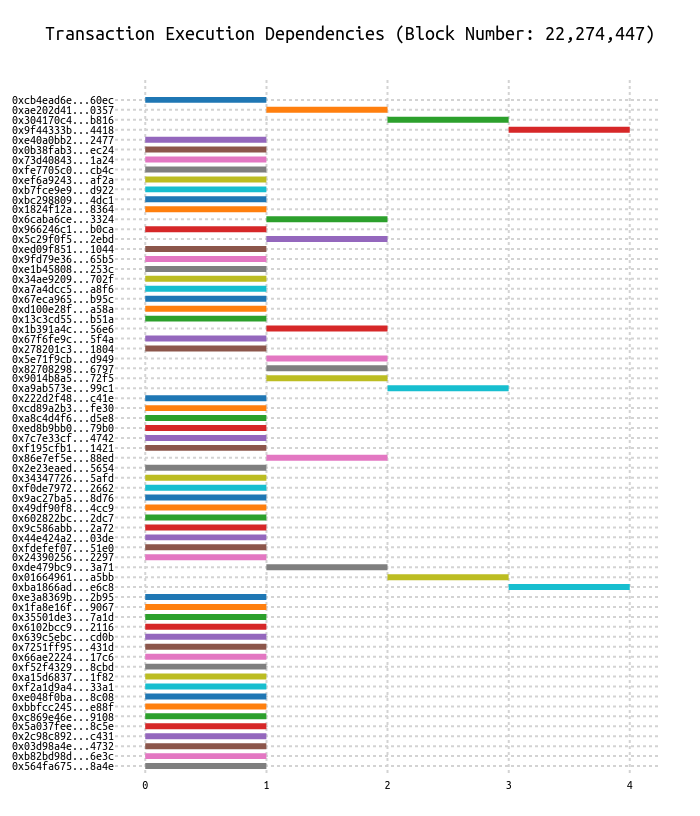 Transaction Execution Dependencies (Block Number: 22,274,447)
0xcb4ead6e...60ec
0xae202d41...0357
0x304170c4...b816
0x9f44333b...4418
0xe40a0bb2...2477
0x0b38fab3...ec24
0x73d40843...1a24
0xfe7705c0...cb4c
0xef6a9243...af2a
0xb7fce9e9...d922
0xbc298809...4dc1
0x1824f12a...8364
0x6caba6ce...3324
0x966246c1...b0ca
0x5c29f0f5...2ebd
0xed09f851...1044
0x9fd79e36...65b5
0xe1b45808...253c
0x34ae9209...702f
0xa7a4dcc5...a8f6
0x67eca965...b95c
0xd100e28f...a58a
0x13c3cd55...b51a
0x1b391a4c...56e6
0x67f6fe9c...5f4a
0x278201c3...1804
0x5e71f9cb...d949
0x82708298...6797
0x9014b8a5...72f5
0xa9ab573e...99c1
0x222d2f48...c41e
0xcd89a2b3...fe30
0xa8c4d4f6...d5e8
0xed8b9bb0...79b0
0x7c7e33cf...4742
0xf195cfb1...1421
0x86e7ef5e...88ed
0x2e23eaed...5654
0x34347726...5afd
0xf0de7972...2662
0x9ac27ba5...8d76
0x49df90f8...4cc9
0x602822bc...2dc7
0x9c586abb...2a72
0x44e424a2...03de
0xfdefef07...51e0
0x24390256...2297
0xde479bc9...3a71
0x01664961...a5bb
0xba1866ad...e6c8
0xe3a8369b...2b95
0x1fa8e16f...9067
0x35501de3...7a1d
0x6102bcc9...2116
0x639c5ebc...cd0b
0x7251ff95...431d
0x66ae2224...17c6
0xf52f4329...8cbd
0xa15d6837...1f82
0xf2a1d9a4...33a1
0xe048f0ba...8c08
0xbbfcc245...e88f
0xc869e46e...9108
0x5a037fee...8c5e
0x2c98c892...c431
0x03d98a4e...4732
0xb82bd98d...6e3c
0x564fa675...8a4e
0 1 2 3 4